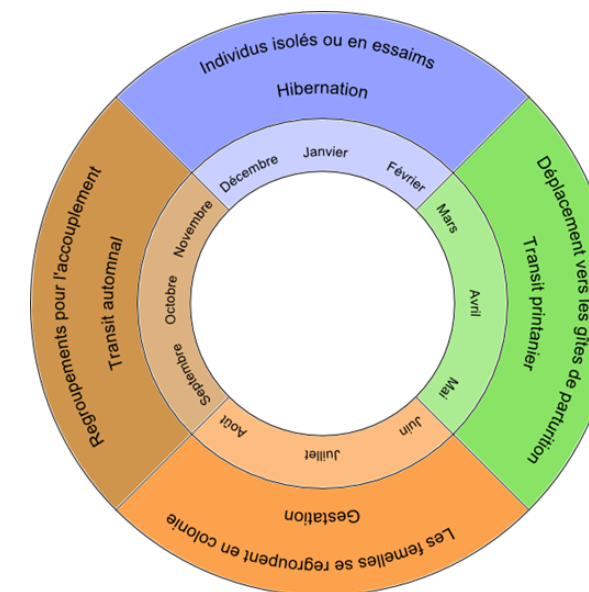 Individus isolés ou en essaims
Hibernation
Décembre
Janvier
Février
Déplacement vers les gîtes de parturition
Transit printanier
Mars
Avril
Mai
Les femelles se regroupent en colonie
Gestation
Juin
Juillet
Août
Regroupements pour l'accouplement
Transit automnal
Septembre
Octobre
Novembre